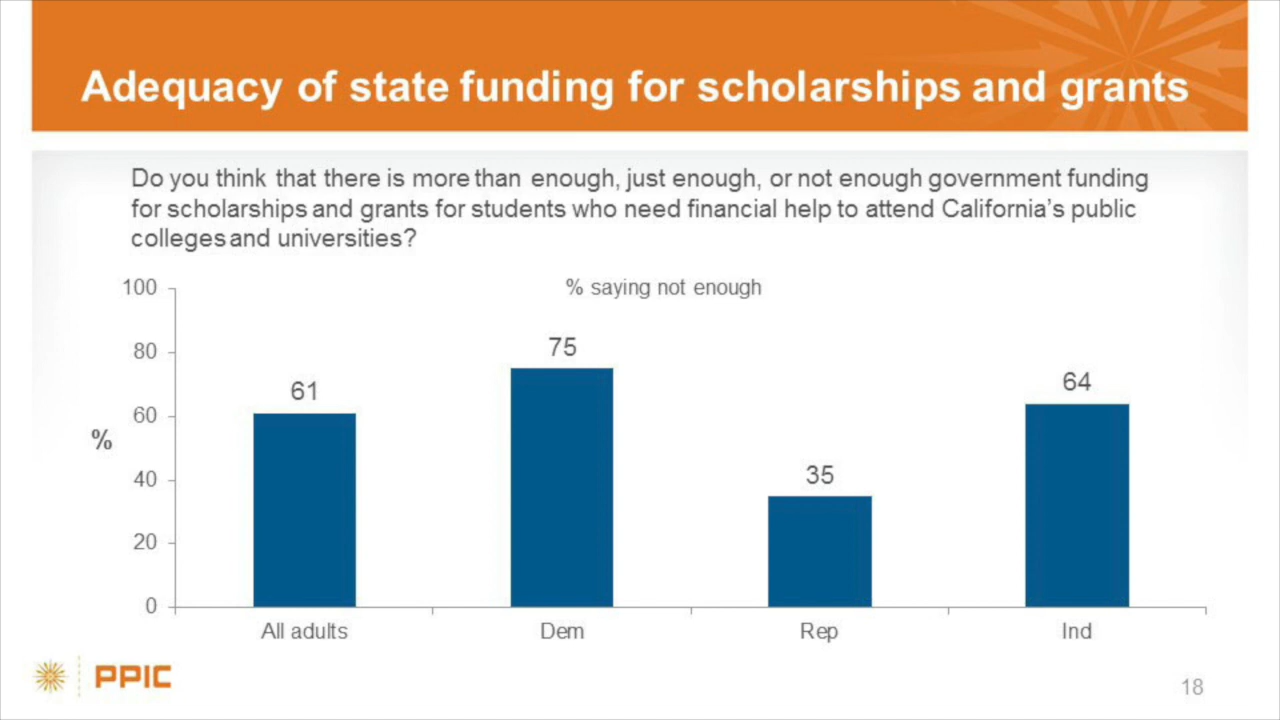 Adequacy of state funding for scholarships and grants
Do you think that there is more than enough, just enough, or not enough government funding
for scholarships and grants for students who need financial help to attend California's public
colleges and universities?
% saying not enough
100
80
60
40
20
0
%
61
75
35
64
All adults
Dem
Rep
Ind
PPIC
18